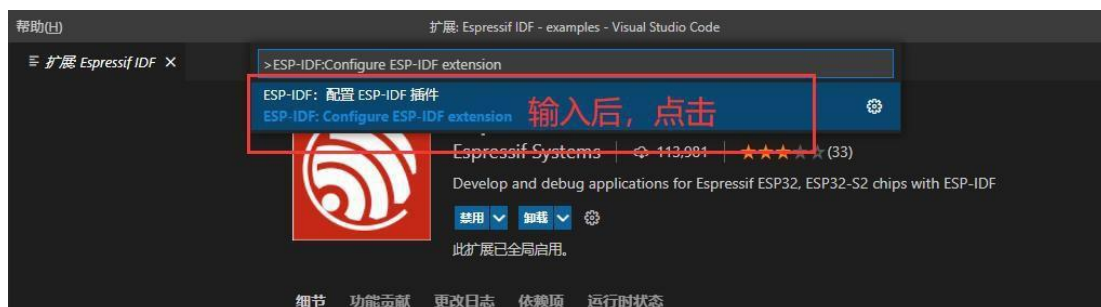 帮助(H)
扩展: Espressif IDF - examples - Visual Studio Code
扩展: Espressif IDF ×
>ESP-IDF:Configure ESP-IDF extension
ESP-IDF: 配置 ESP-IDF 插件
ESP-IDF: Configure ESP-IDF extension
输入后，点击
Espressif Systems
113,981
(33)
Develop and debug applications for Espressif ESP32, ESP32-S2 chips with ESP-IDF
禁用 卸载
此扩展已全局启用。
细节 功能贡献 更改日志 依赖项 运行时状态